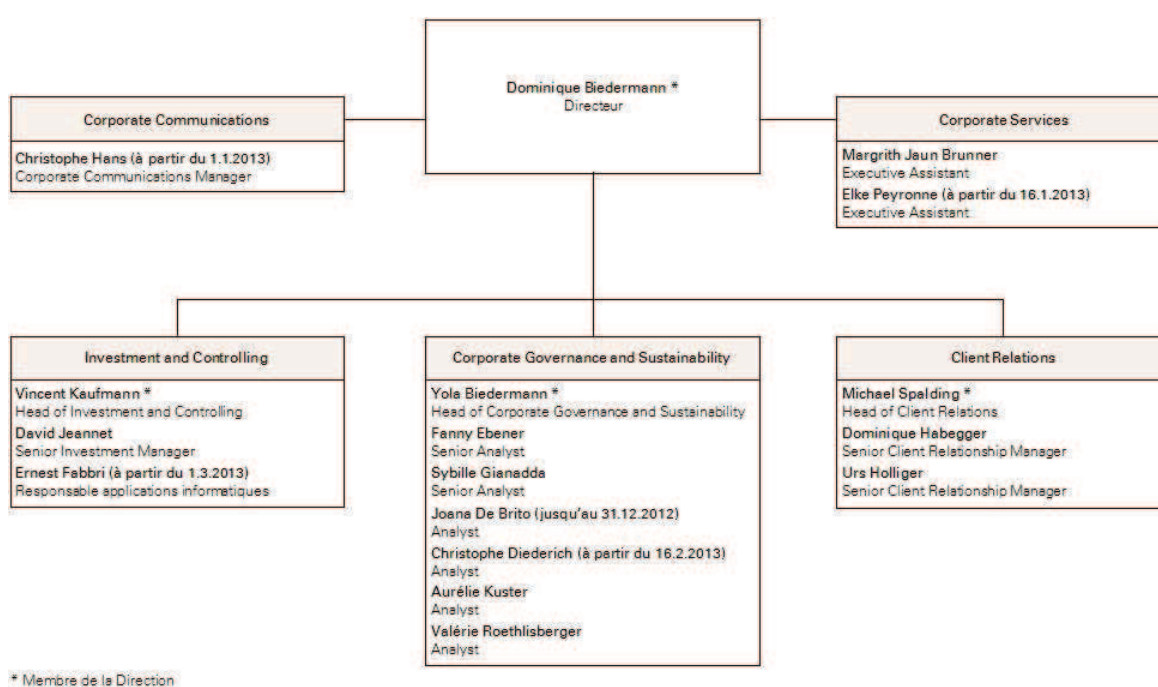 Dominique Biedermann *
Directeur
Corporate Communications
Christophe Hans (à partir du 1.1.2013)
Corporate Communications Manager
Corporate Services
Margrith Jaun Brunner
Executive Assistant
Elke Peyronne (à partir du 16.1.2013)
Executive Assistant
Investment and Controlling
Vincent Kaufmann *
Head of Investment and Controlling
David Jeannet
Senior Investment Manager
Ernest Fabbri (à partir du 1.3.2013)
Responsable applications informatiques
Corporate Governance and Sustainability
Yola Biedermann *
Head of Corporate Governance and Sustainability
Fanny Ebener
Senior Analyst
Sybille Gianadda
Senior Analyst
Joana De Brito (jusqu'au 31.12.2012)
Analyst
Christophe Diederich (à partir du 16.2.2013)
Analyst
Aurélie Kuster
Analyst
Valérie Roethlisberger
Analyst
Client Relations
Michael Spalding *
Head of Client Relations
Dominique Habegger
Senior Client Relationship Manager
Urs Holliger
Senior Client Relationship Manager
* Membre de la Direction